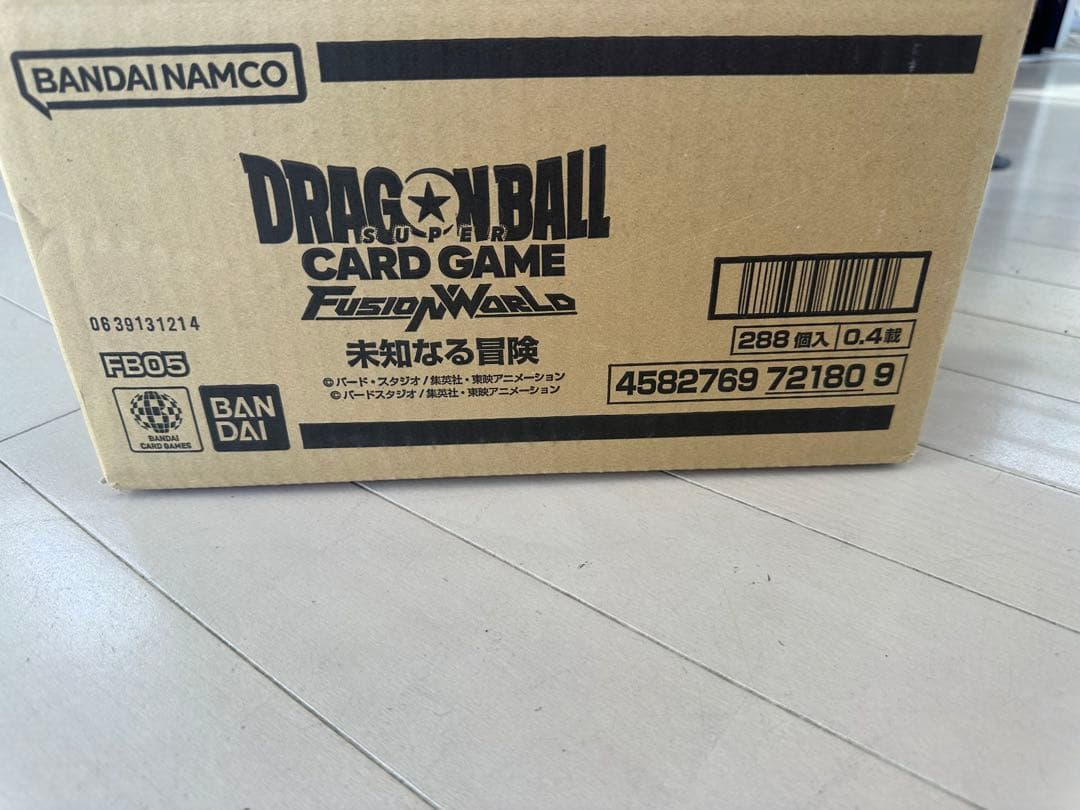 BANDAI NAMCO
DRAGON BALL
SUPER
CARD GAME
FUSION WORLD
未知なる冒険
©バード・スタジオ/集英社・東映アニメーション
©バードスタジオ/集英社・東映アニメーション
0639131214
FB05
BANDAI
CARD GAMES
BAN
DAI
288 個入 0.4載
4582769 72180 9